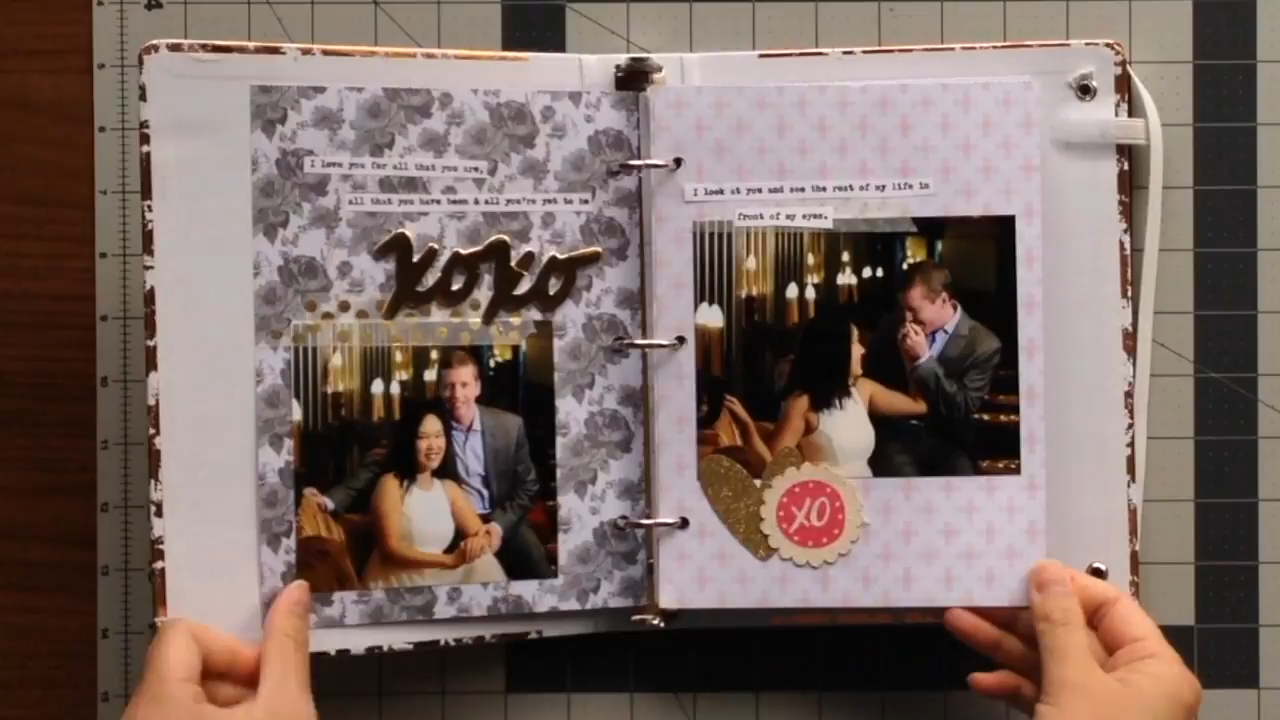 I love you for all that you are,
all that you have been & all you're yet to be
xoxo
I look at you and see the rest of my life in
front of my eyes.
XO